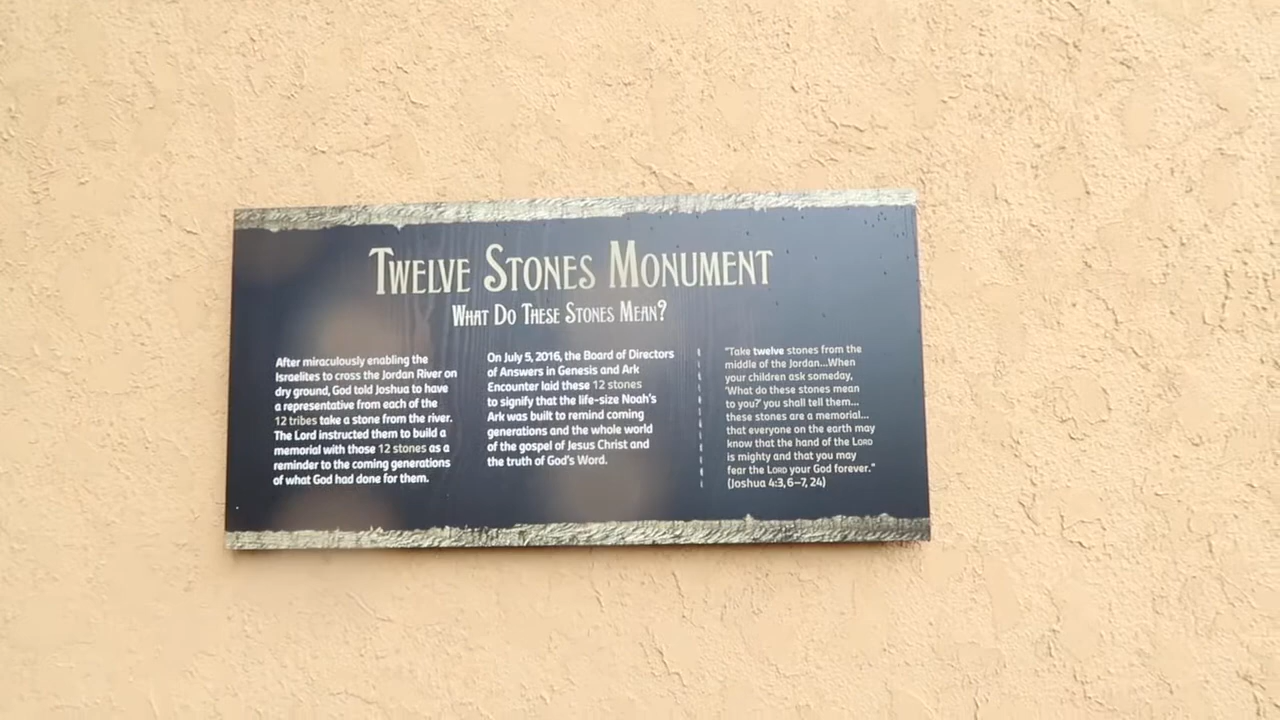 Twelve Stones Monument
What Do These Stones Mean?
After miraculously enabling the
Israelites to cross the Jordan River on
dry ground, God told Joshua to have
a representative from each of the
12 tribes take a stone from the river.
The Lord instructed them to build a
memorial with those 12 stones as a
reminder to the coming generations
of what God had done for them.
On July 5, 2016, the Board of Directors
of Answers in Genesis and Ark
Encounter laid these 12 stones
to signify that the life-size Noah's
Ark was built to remind coming
generations and the whole world
of the gospel of Jesus Christ and
the truth of God's Word.
"Take twelve stones from the
middle of the Jordan...When
your children ask someday,
'What do these stones mean
to you?' you shall tell them...
these stones are a memorial...
that everyone on the earth may
know that the hand of the Lord
is mighty and that you may
fear the Lord your God forever."
(Joshua 4:3, 6–7, 24)